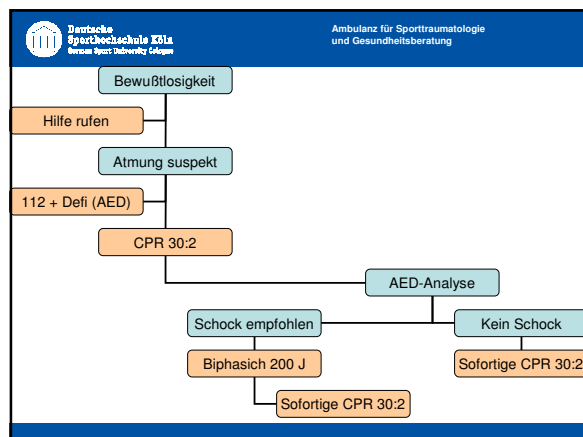 Deutsche
Sporthochschule Köln
German Sport University Cologne
Ambulanz für Sporttraumatologie
und Gesundheitsberatung
Bewußtlosigkeit
Hilfe rufen
Atmung suspekt
112 + Defi (AED)
CPR 30:2
AED-Analyse
Schock empfohlen
Kein Schock
Biphasich 200 J
Sofortige CPR 30:2
Sofortige CPR 30:2